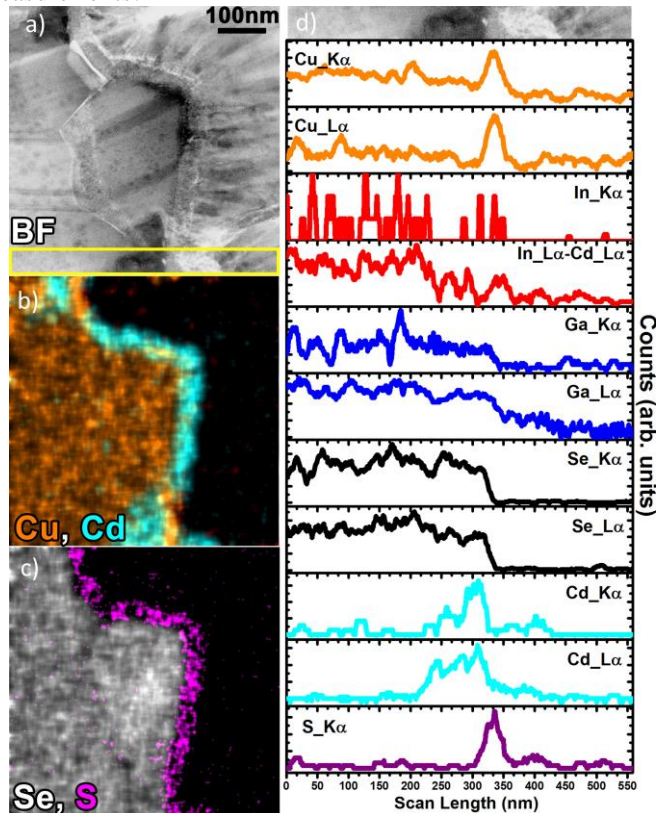 a)
100nm
BF
b)
Cu, Cd
c)
Se, S
d)
Cu_Kα
Cu_Lα
In_Kα
In_Lα-Cd_Lα
Ga_Kα
Ga_Lα
Se_Kα
Se_Lα
Cd_Kα
Cd_Lα
S_Kα
Counts (arb. units)
0 50 100 150 200 250 300 350 400 450 500 550
Scan Length (nm)